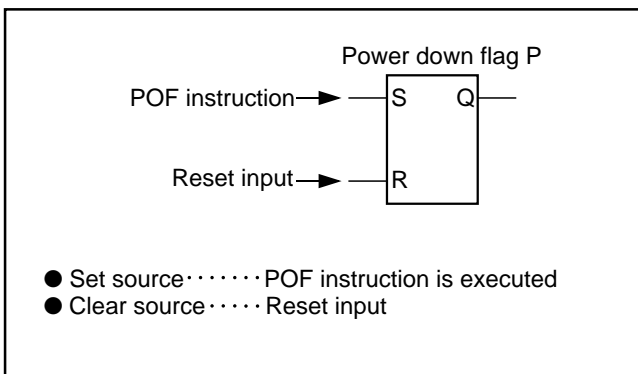 Power down flag P
POF instruction
S Q
Reset input
R
● Set source・・・・・・・POF instruction is executed
● Clear source・・・・・Reset input